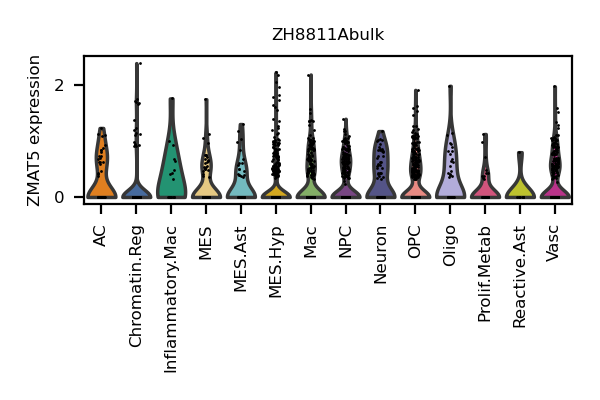 ZH8811Abulk
ZMAT5 expression
2
0
AC
Chromatin.Reg
Inflammatory.Mac
MES
MES.Ast
MES.Hyp
Mac
NPC
Neuron
OPC
Oligo
Prolif.Metab
Reactive.Ast
Vasc